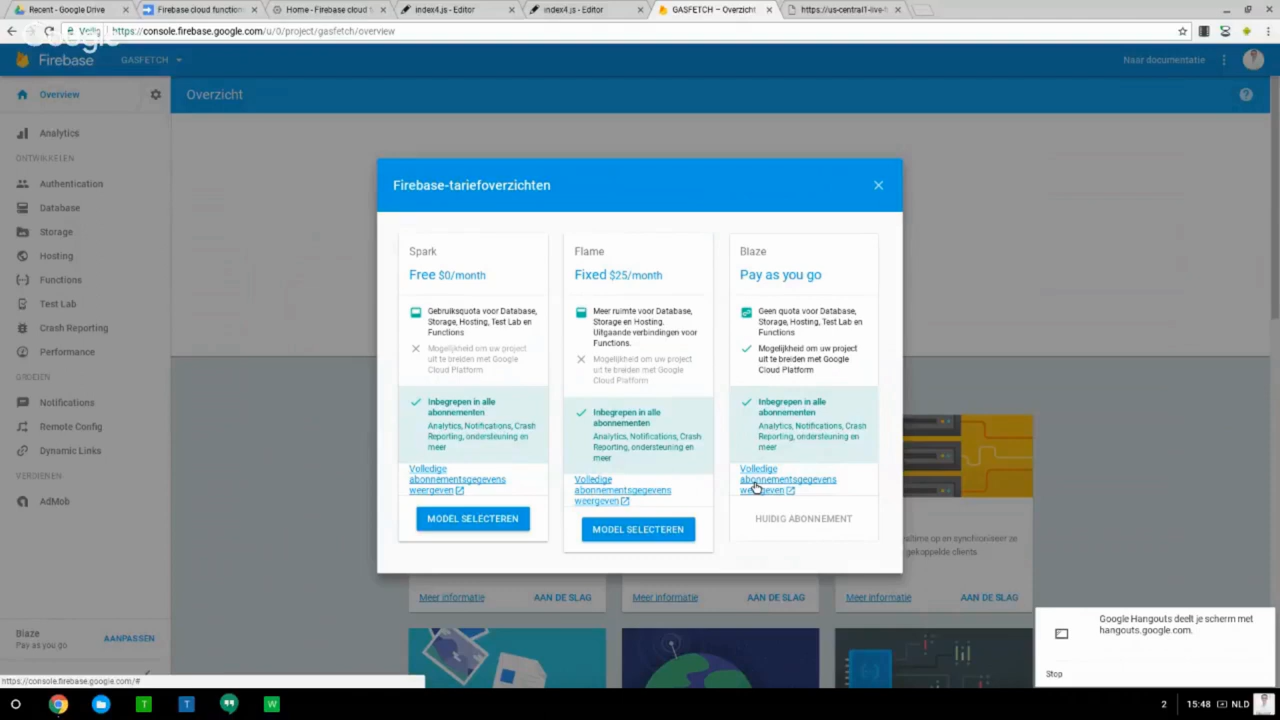 Recent - Google Drive
Firebase cloud function
Home - Firebase cloud f
index4.js - Editor
index4.js - Editor
GASFETCH – Overzicht
https://us-central1-live-
Veilig
https://console.firebase.google.com/u/0/project/gasfetch/overview
Google
Firebase
GASFETCH
Naar documentatie
Overview
Overzicht
Analytics
ONTWIKKELEN
Authentication
Database
Storage
Hosting
Functions
Test Lab
Crash Reporting
Performance
GROEIEN
Notifications
Remote Config
Dynamic Links
VERDIENEN
AdMob
Blaze
Pay as you go
AANPASSEN
Firebase-tariefoverzichten
Spark
Free $0/month
Gebruiksquota voor Database,
Storage, Hosting, Test Lab en
Functions
Mogelijkheid om uw project
uit te breiden met Google
Cloud Platform
Inbegrepen in alle
abonnementen
Analytics, Notifications, Crash
Reporting, ondersteuning en
meer
Volledige
abonnementsgegevens
weergeven
MODEL SELECTEREN
Flame
Fixed $25/month
Meer ruimte voor Database,
Storage en Hosting.
Uitgaande verbindingen voor
Functions.
Mogelijkheid om uw project
uit te breiden met Google
Cloud Platform
Inbegrepen in alle
abonnementen
Analytics, Notifications, Crash
Reporting, ondersteuning en
meer
Volledige
abonnementsgegevens
weergeven
MODEL SELECTEREN
Blaze
Pay as you go
Geen quota voor Database,
Storage, Hosting, Test Lab en
Functions
Mogelijkheid om uw project
uit te breiden met Google
Cloud Platform
Inbegrepen in alle
abonnementen
Analytics, Notifications, Crash
Reporting, ondersteuning en
meer
Volledige
abonnementsgegevens
weergeven
HUIDIG ABONNEMENT
ltime op en synchroniseer ze
gekoppelde clients.
Meer informatie
AAN DE SLAG
Meer informatie
AAN DE SLAG
Meer informatie
AAN DE SLAG
Google Hangouts deelt je scherm met
hangouts.google.com.
Stop
https://console.firebase.google.com/#
T
T
W
2
15:48
NLD